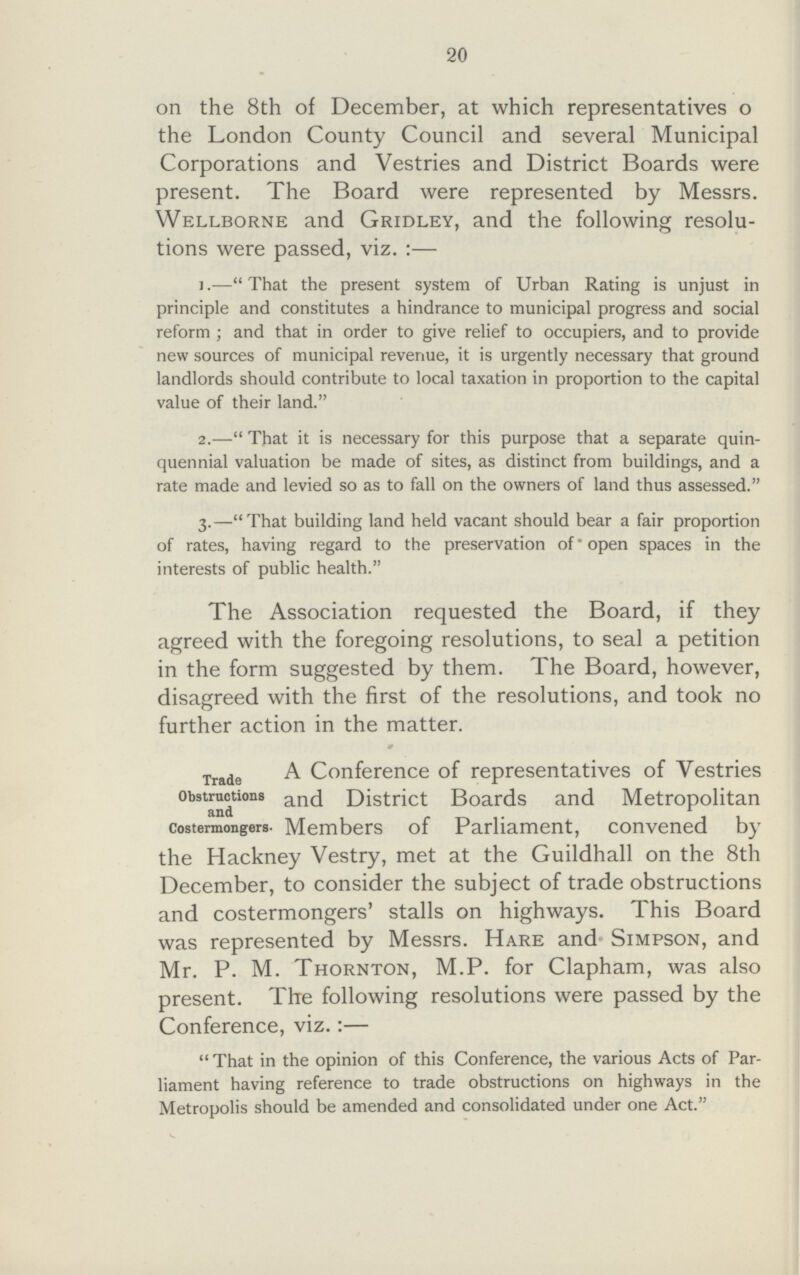 20
on the 8th of December, at which representatives o
the London County Council and several Municipal
Corporations and Vestries and District Boards were
present. The Board were represented by Messrs.
WELLBORNE and GRIDLEY, and the following resolu-
tions were passed, viz. :—
1.—“ That the present system of Urban Rating is unjust in
principle and constitutes a hindrance to municipal progress and social
reform ; and that in order to give relief to occupiers, and to provide
new sources of municipal revenue, it is urgently necessary that ground
landlords should contribute to local taxation in proportion to the capital
value of their land.”
2.—“ That it is necessary for this purpose that a separate quin-
quennial valuation be made of sites, as distinct from buildings, and a
rate made and levied so as to fall on the owners of land thus assessed.”
3.—“ That building land held vacant should bear a fair proportion
of rates, having regard to the preservation of open spaces in the
interests of public health.”
The Association requested the Board, if they
agreed with the foregoing resolutions, to seal a petition
in the form suggested by them. The Board, however,
disagreed with the first of the resolutions, and took no
further action in the matter.
Trade
Obstructions
and
Costermongers.
A Conference of representatives of Vestries
and District Boards and Metropolitan
Members of Parliament, convened by
the Hackney Vestry, met at the Guildhall on the 8th
December, to consider the subject of trade obstructions
and costermongers’ stalls on highways. This Board
was represented by Messrs. HARE and SIMPSON, and
Mr. P. M. THORNTON, M.P. for Clapham, was also
present. The following resolutions were passed by the
Conference, viz. :—
“ That in the opinion of this Conference, the various Acts of Par-
liament having reference to trade obstructions on highways in the
Metropolis should be amended and consolidated under one Act.”